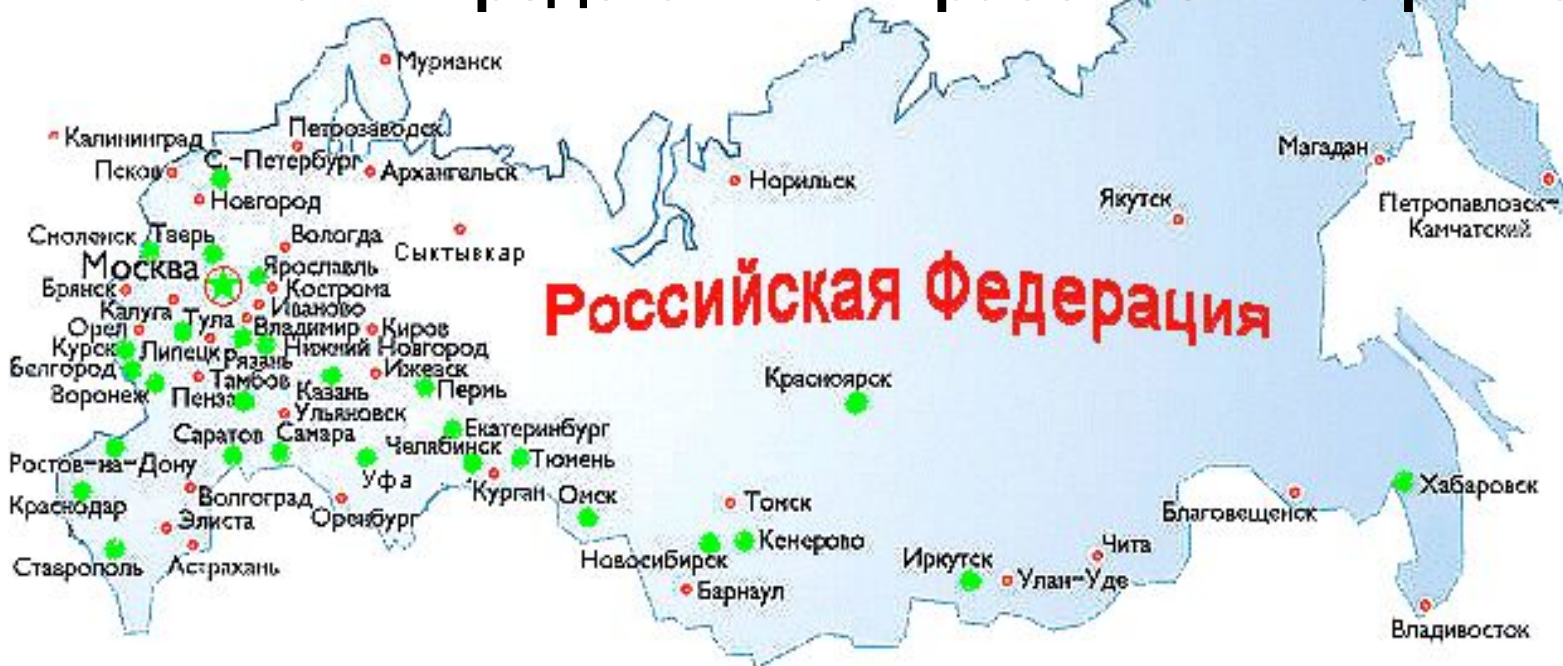 Мурианск
Калининград
Петрозаводск
Псков
С.-Петербург
Архангельск
Новгород
Норильск
Магадан
Якутск
Петропавловск-
Камчатский
Смоленск
Тверь
Вологда
Сыктывкар
Москва
Ярославль
Брянск
Кострома
Российская Федерация
Калуга
Иваново
Орел
Тула
Владимир
Киров
Курск
Липецк
Рязань
Нижний Новгород
Белгород
Тамбов
Ижевск
Красноярск
Воронеж
Пенза
Казань
Пермь
Ульяновск
Саратов
Самара
Екатеринбург
Челябинск
Тюмень
Ростов-на-Дону
Уфа
Курган
Омск
Хабаровск
Краснодар
Волгоград
Оренбург
Томск
Благовещенск
Элиста
Кемерово
Чита
Новосибирск
Иркутск
Ставрополь
Астрахань
Улан-Уде
Барнаул
Владивосток